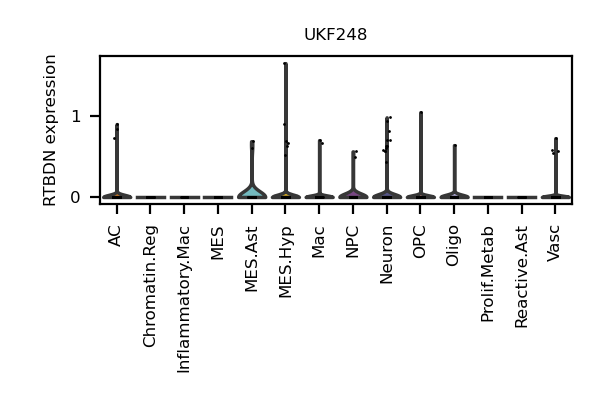 UKF248
RTBDN expression
1
0
AC
Chromatin.Reg
Inflammatory.Mac
MES
MES.Ast
MES.Hyp
Mac
NPC
Neuron
OPC
Oligo
Prolif.Metab
Reactive.Ast
Vasc